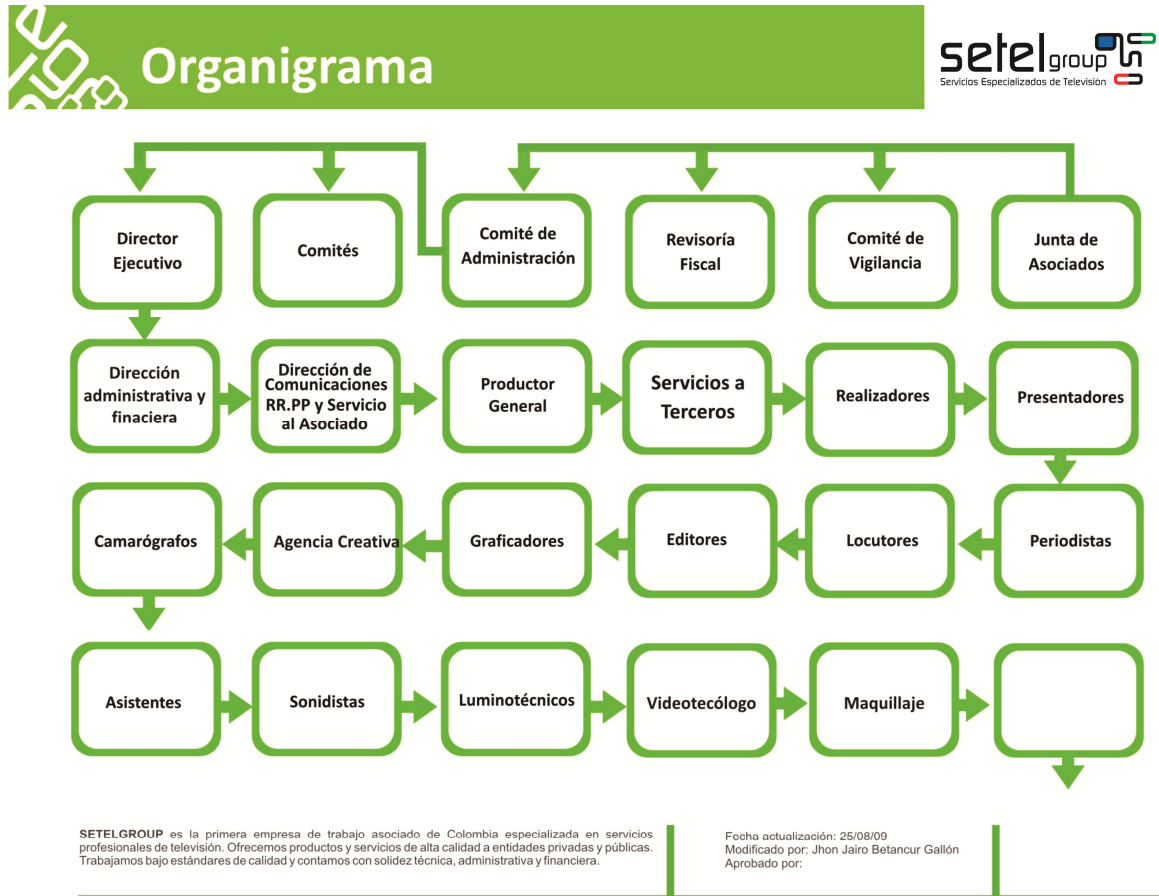 Organigrama
setelgroup
Servicios Especializados de Televisión
Director
Ejecutivo
Comités
Comité de
Administración
Revisoría
Fiscal
Comité de
Vigilancia
Junta de
Asociados
Dirección
administrativa y
finaciera
Dirección de
Comunicaciones
RR.PP y Servicio
al Asociado
Productor
General
Servicios a
Terceros
Realizadores
Presentadores
Camarógrafos
Agencia Creativa
Graficadores
Editores
Locutores
Periodistas
Asistentes
Sonidistas
Luminotécnicos
Videotecólogo
Maquillaje
SETELGROUP es la primera empresa de trabajo asociado de Colombia especializada en servicios
profesionales de televisión. Ofrecemos productos y servicios de alta calidad a entidades privadas y públicas.
Trabajamos bajo estándares de calidad y contamos con solidez técnica, administrativa y financiera.
Fecha actualización: 25/08/09
Modificado por: Jhon Jairo Betancur Gallón
Aprobado por: